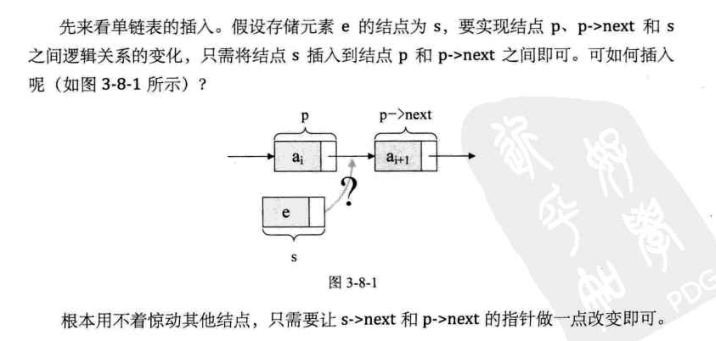 先来看单链表的插入。假设存储元素 e 的结点为 s，要实现结点 p、p->next 和 s
之间逻辑关系的变化，只需将结点 s 插入到结点 p 和 p->next 之间即可。可如何插入
呢（如图 3-8-1 所示）？
p p->next
aᵢ aᵢ₊₁
?
e
s
图 3-8-1
根本用不着惊动其他结点，只需要让 s->next 和 p->next 的指针做一点改变即可。
PDG